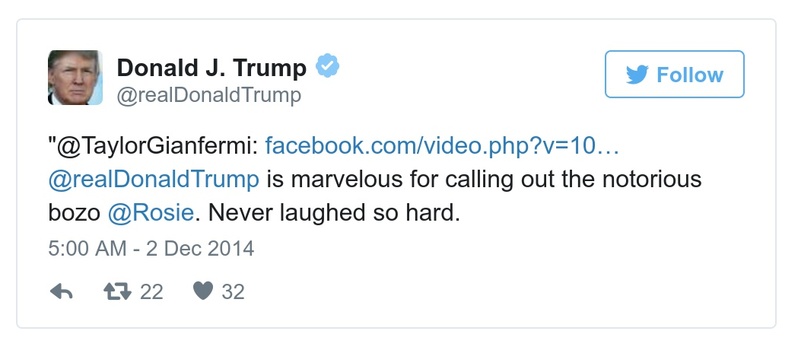 Donald J. Trump
@realDonaldTrump
Follow
"@TaylorGianfermi: facebook.com/video.php?v=10…
@realDonaldTrump is marvelous for calling out the notorious
bozo @Rosie. Never laughed so hard.
5:00 AM - 2 Dec 2014
22 32